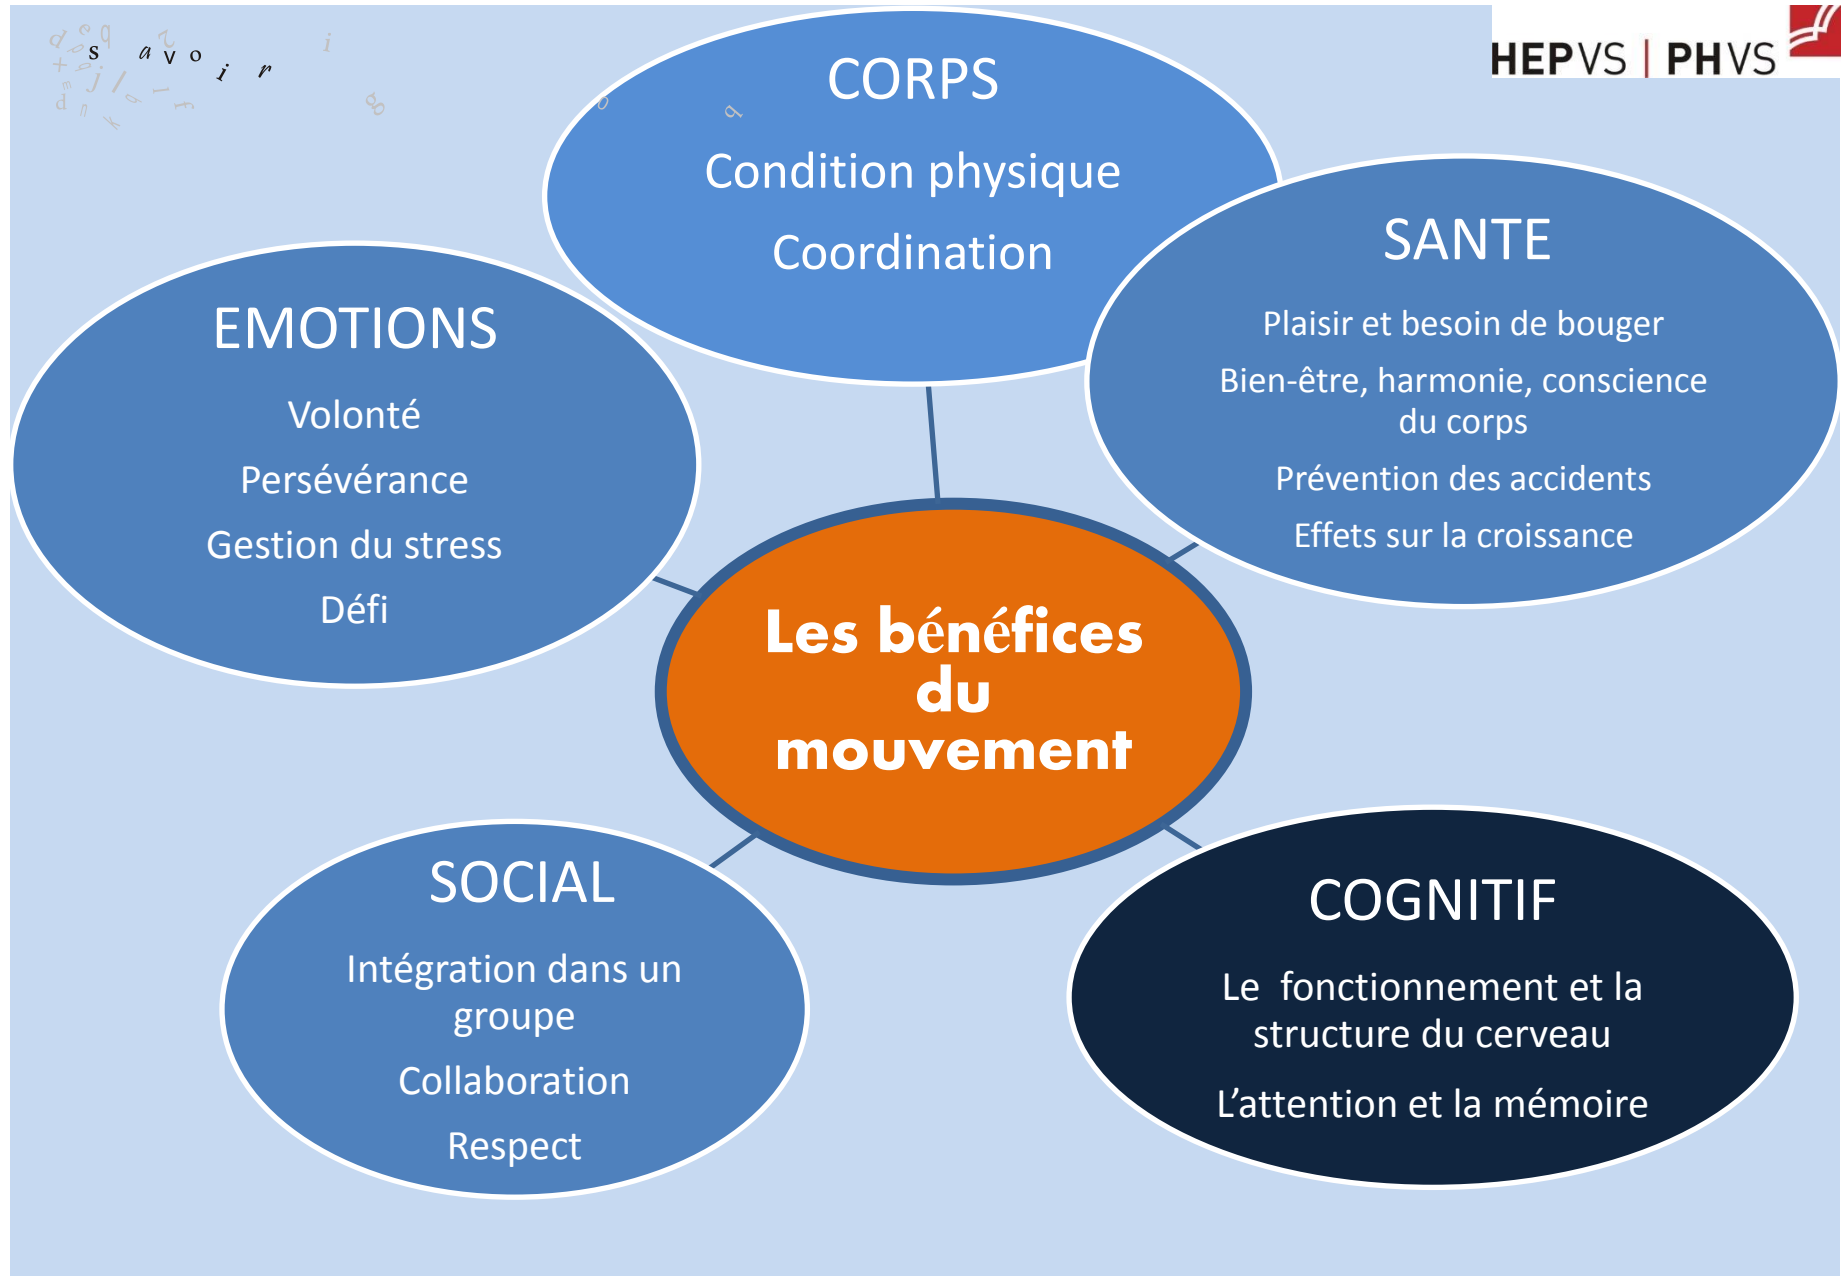 savoir
HEPVS | PHVS
CORPS
Condition physique
Coordination
SANTE
Plaisir et besoin de bouger
Bien-être, harmonie, conscience
du corps
Prévention des accidents
Effets sur la croissance
EMOTIONS
Volonté
Persévérance
Gestion du stress
Défi
Les bénéfices
du
mouvement
SOCIAL
Intégration dans un
groupe
Collaboration
Respect
COGNITIF
Le fonctionnement et la
structure du cerveau
L'attention et la mémoire